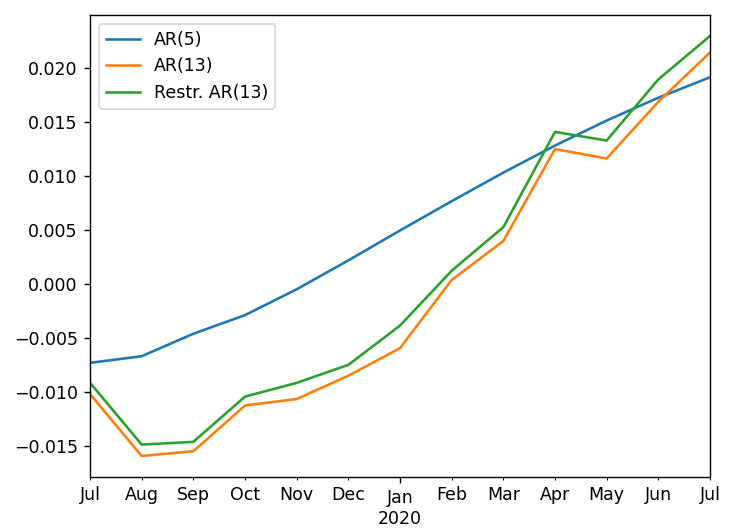 AR(5)
AR(13)
Restr. AR(13)
0.020
0.015
0.010
0.005
0.000
−0.005
−0.010
−0.015
Jul Aug Sep Oct Nov Dec Jan Feb Mar Apr May Jun Jul
2020